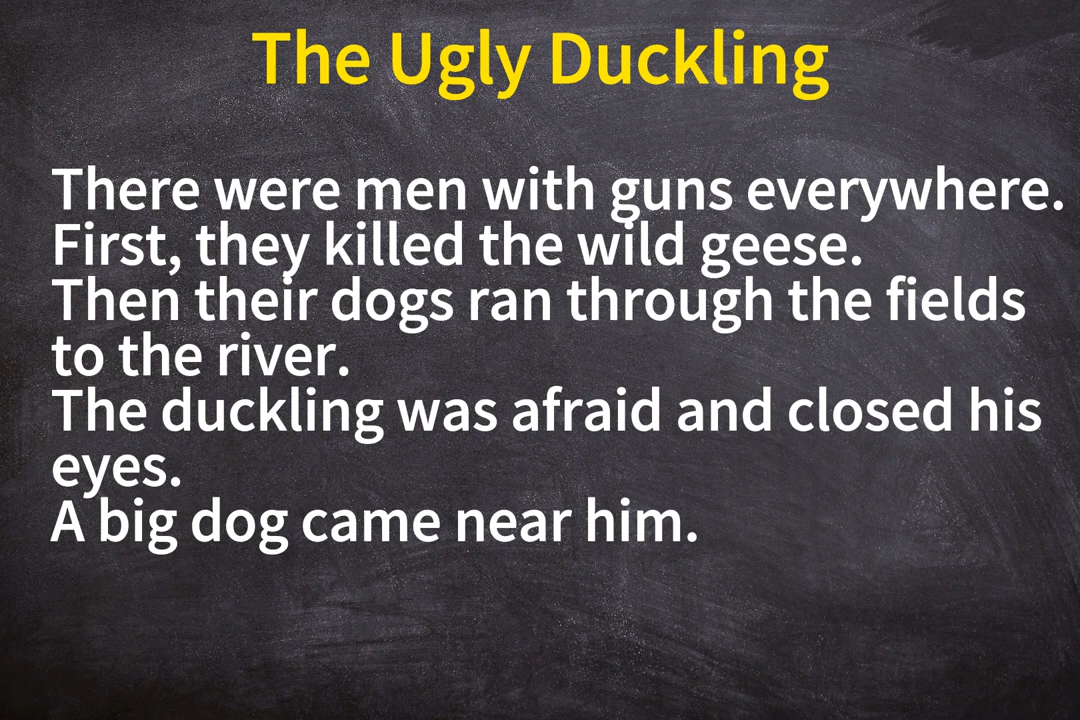 The Ugly Duckling
There were men with guns everywhere.
First, they killed the wild geese.
Then their dogs ran through the fields
to the river.
The duckling was afraid and closed his
eyes.
A big dog came near him.